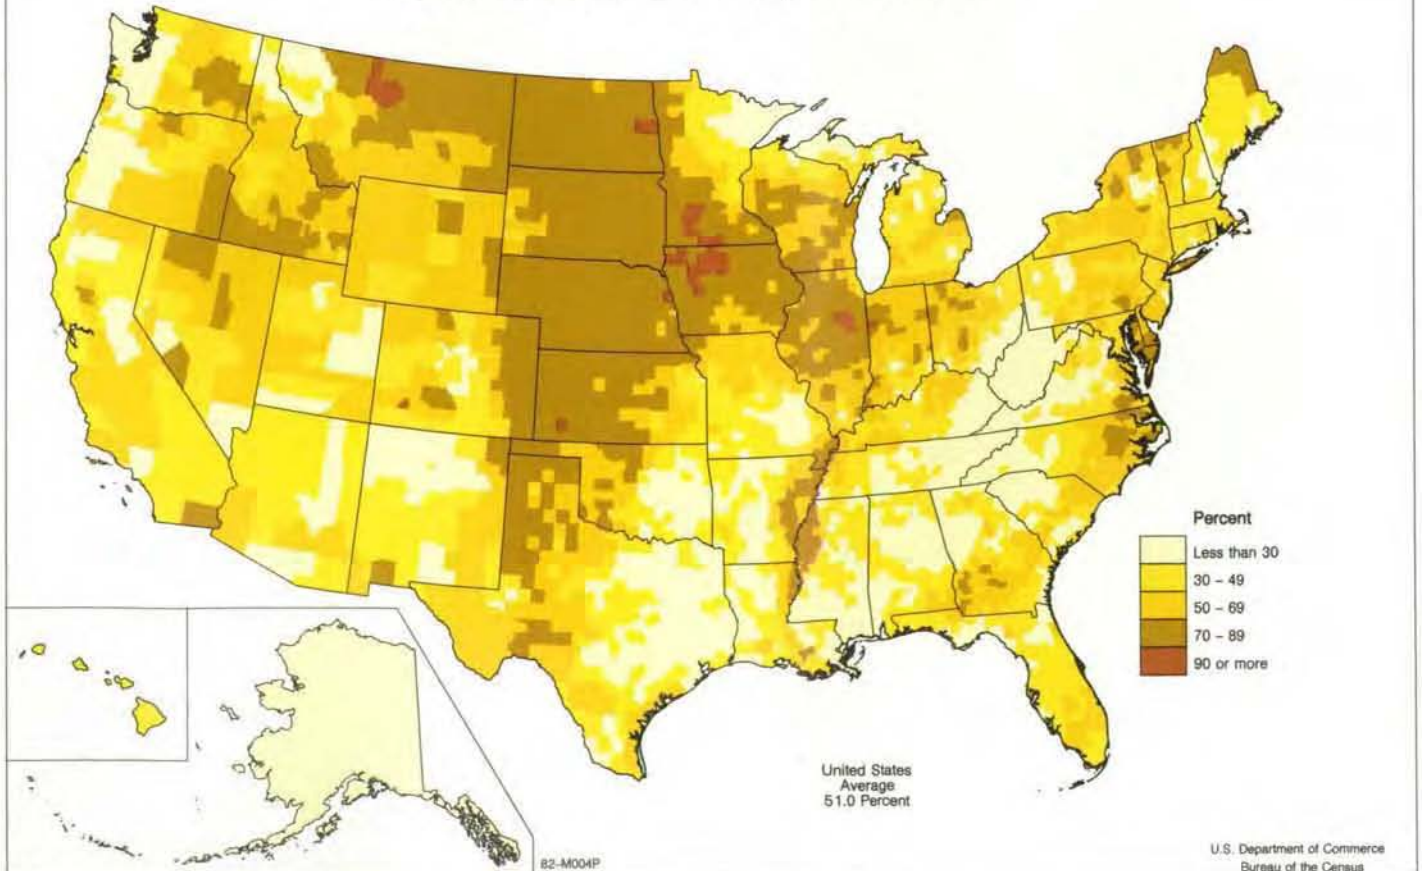 Percent
Less than 30
30 – 49
50 – 69
70 – 89
90 or more
United States
Average
51.0 Percent
82-M004P
U.S. Department of Commerce
Bureau of the Census